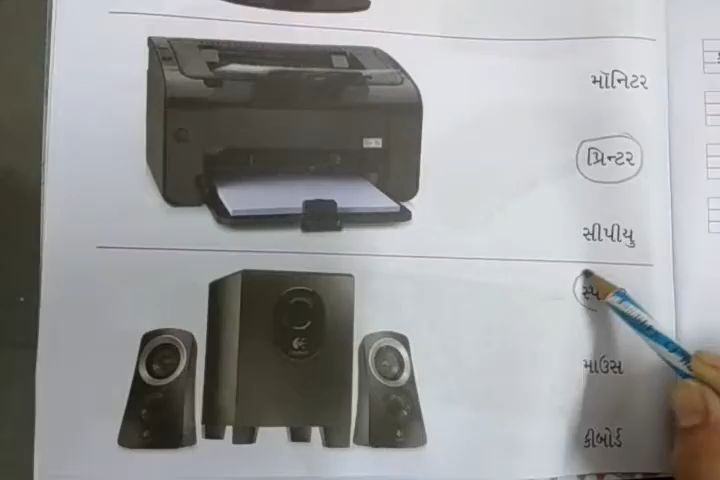 મૉનિટર
પ્રિન્ટર
સીપીયુ
માઉસ
કીબોર્ડ